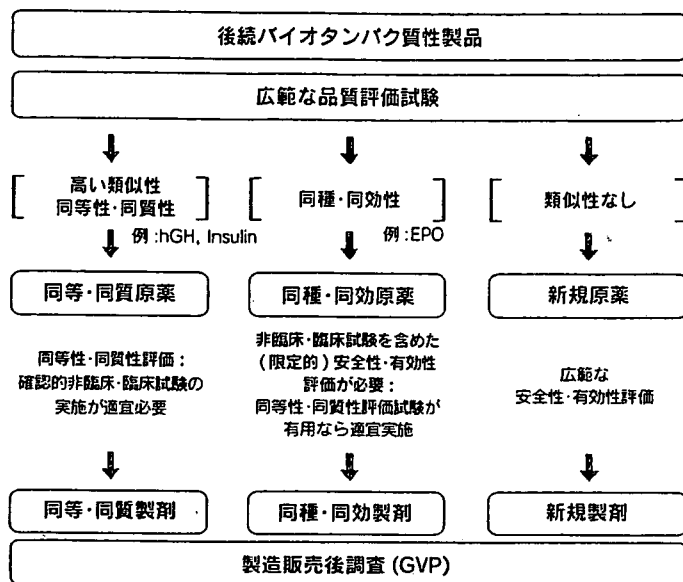 後続バイオタンパク質性製品
広範な品質評価試験
高い類似性
同等性・同質性
同種・同効性
類似性なし
例:hGH, Insulin
例:EPO
同等・同質原薬
同種・同効原薬
新規原薬
同等性・同質性評価:
確認的非臨床・臨床試験の
実施が適宜必要
非臨床・臨床試験を含めた
(限定的)安全性・有効性
評価が必要:
同等性・同質性評価試験が
有用なら適宜実施
広範な
安全性・有効性評価
同等・同質製剤
同種・同効製剤
新規製剤
製造販売後調査 (GVP)